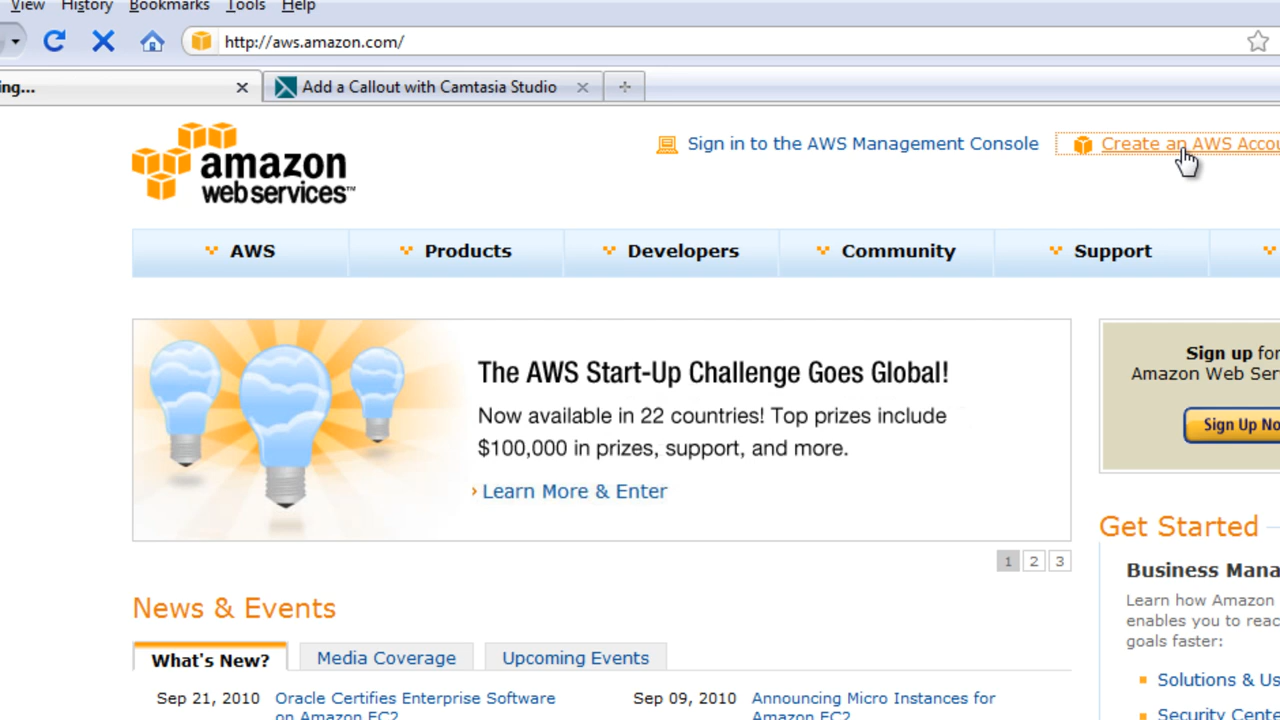 View History Bookmarks Tools Help
http://aws.amazon.com/
ing... Add a Callout with Camtasia Studio
amazon
web services™
Sign in to the AWS Management Console
Create an AWS Accou
AWS Products Developers Community Support
The AWS Start-Up Challenge Goes Global!
Now available in 22 countries! Top prizes include
$100,000 in prizes, support, and more.
› Learn More & Enter
Sign up for
Amazon Web Ser
Sign Up No
1 2 3
Get Started
Business Mana
Learn how Amazon
enables you to reac
goals faster:
Solutions & Us
Security Cente
News & Events
What's New? Media Coverage Upcoming Events
Sep 21, 2010 Oracle Certifies Enterprise Software
on Amazon EC2
Sep 09, 2010 Announcing Micro Instances for
Amazon EC2